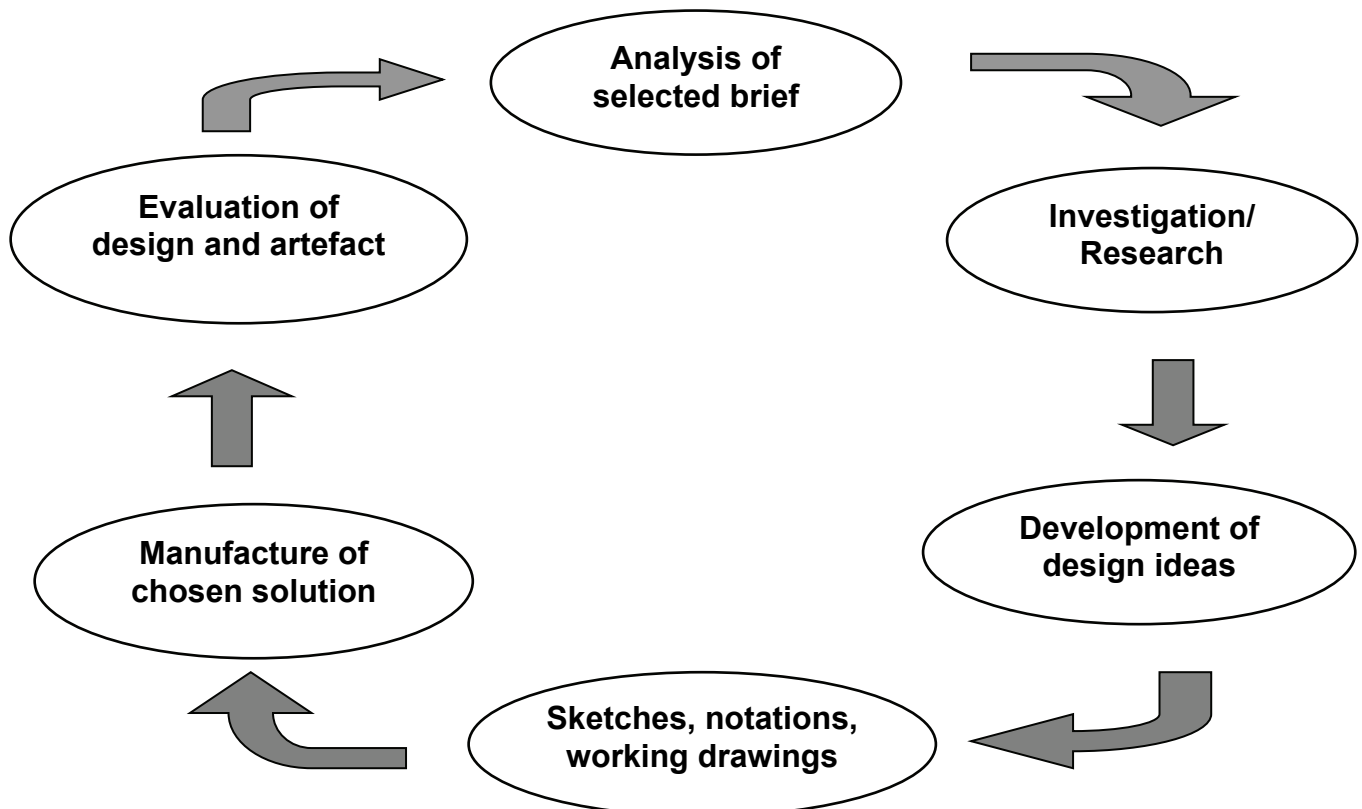 Analysis of
selected brief
Investigation/
Research
Development of
design ideas
Sketches, notations,
working drawings
Manufacture of
chosen solution
Evaluation of
design and artefact